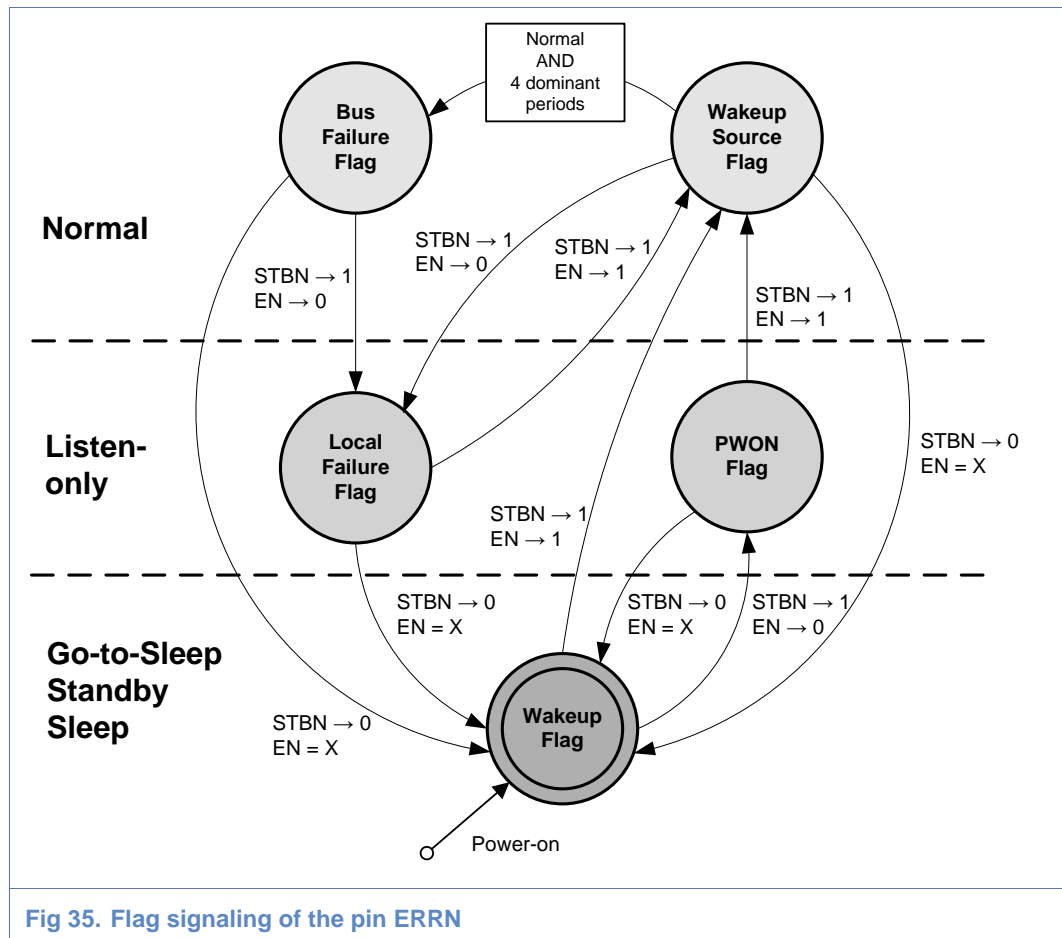 Normal
AND
4 dominant
periods
Bus
Failure
Flag
Wakeup
Source
Flag
Normal
STBN → 1
EN → 0
STBN → 1
EN → 0
STBN → 1
EN → 1
STBN → 1
EN → 1
Listen-
only
Local
Failure
Flag
PWON
Flag
STBN → 0
EN = X
STBN → 1
EN → 1
Go-to-Sleep
Standby
Sleep
STBN → 0
EN = X
STBN → 0
EN = X
STBN → 1
EN → 0
STBN → 0
EN = X
Wakeup
Flag
Power-on
Fig 35. Flag signaling of the pin ERRN